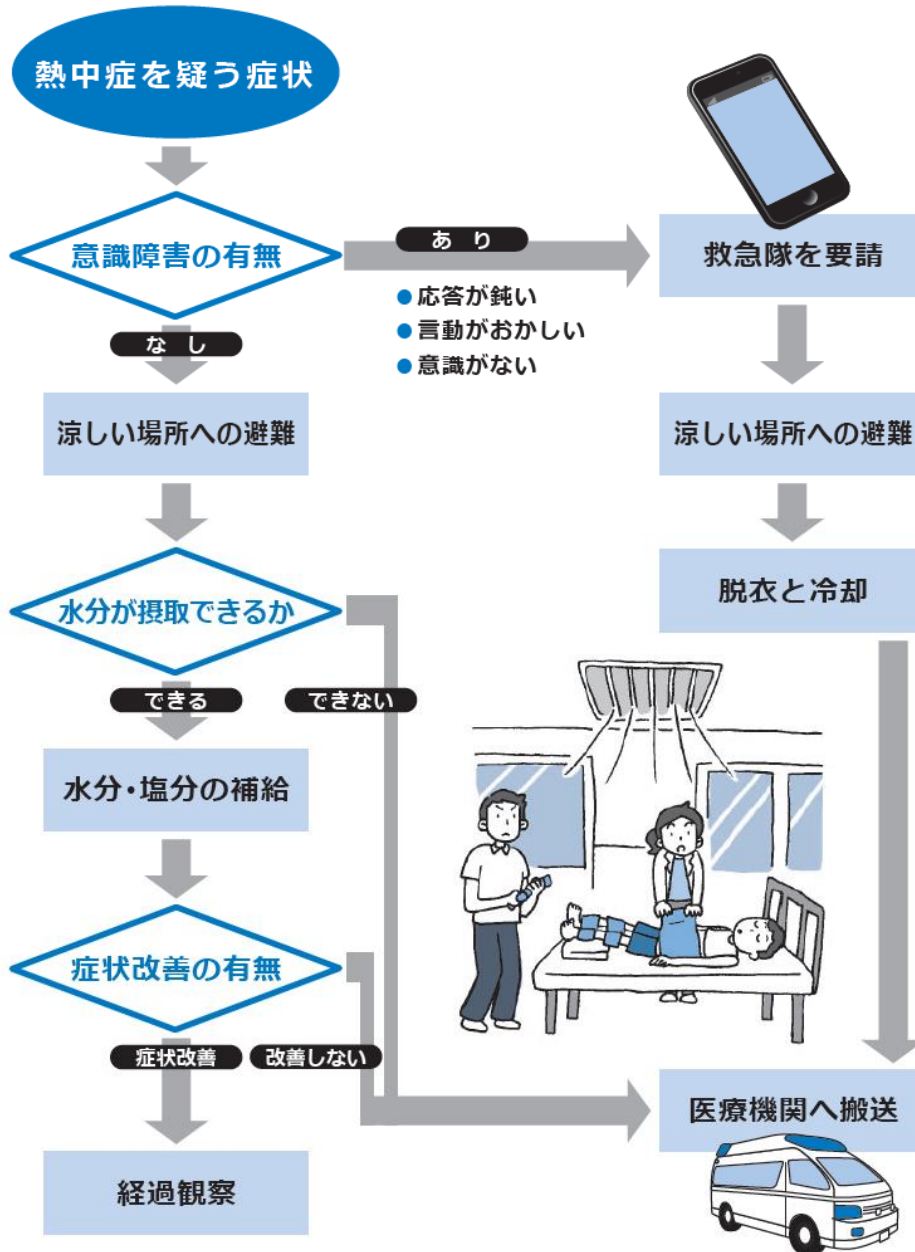 熱中症を疑う症状
意識障害の有無
あり
救急隊を要請
●応答が鈍い
●言動がおかしい
●意識がない
なし
涼しい場所への避難
涼しい場所への避難
水分が摂取できるか
脱衣と冷却
できる
できない
水分・塩分の補給
症状改善の有無
症状改善
改善しない
医療機関へ搬送
経過観察